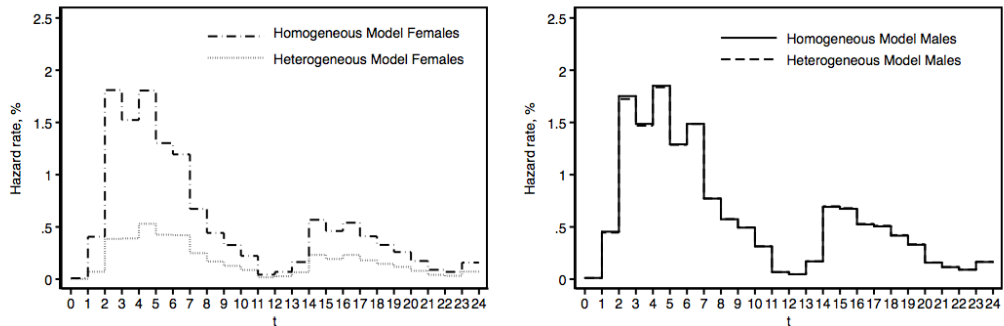 2.5
2
1.5
1
.5
0
Hazard rate, %
Homogeneous Model Females
Heterogeneous Model Females
0 1 2 3 4 5 6 7 8 9 10 11 12 13 14 15 16 17 18 19 20 21 22 23 24
t
2.5
2
1.5
1
.5
0
Hazard rate, %
Homogeneous Model Males
Heterogeneous Model Males
0 1 2 3 4 5 6 7 8 9 10 11 12 13 14 15 16 17 18 19 20 21 22 23 24
t